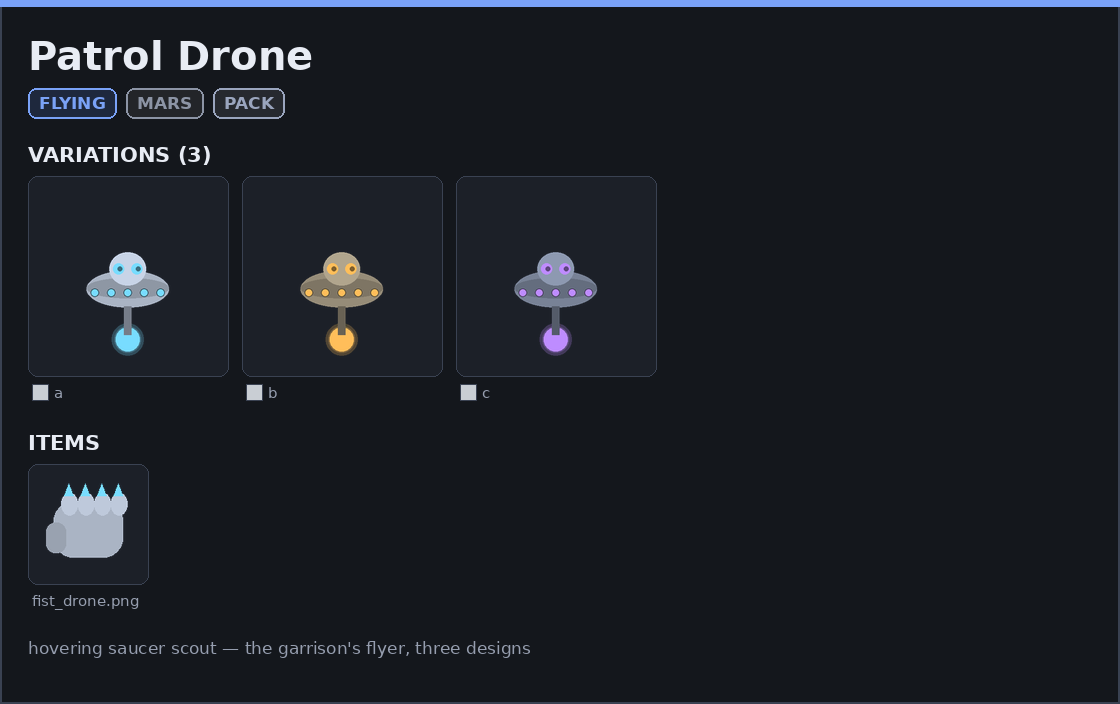 Patrol Drone
FLYING MARS PACK
VARIATIONS (3)
a b c
ITEMS
fist_drone.png
hovering saucer scout — the garrison's flyer, three designs